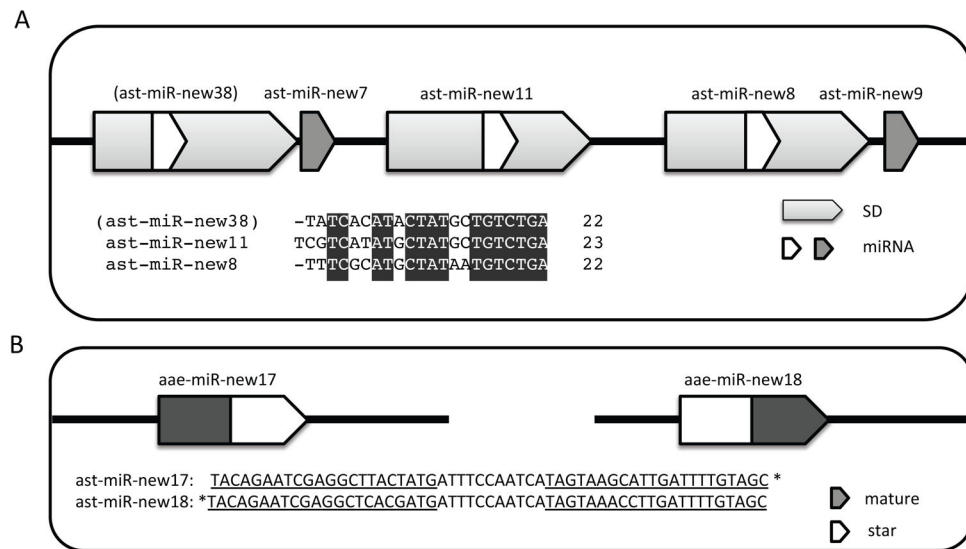 A
(ast-miR-new38) ast-miR-new7 ast-miR-new11 ast-miR-new8 ast-miR-new9
(ast-miR-new38) -TATCACATACTATGCTGTCTGA 22
ast-miR-new11 TCGTCATATGCTATGCTGTCTGA 23
ast-miR-new8 -TTTCGCATGCTATAATGTCTGA 22
SD
miRNA
B
aae-miR-new17 aae-miR-new18
ast-miR-new17: TACAGAATCGAGGCTTACTATGATTTCCAATCATAGTAAGCATTGATTTTGTAGC *
ast-miR-new18: *TACAGAATCGAGGCTCACGATGATTTCCAATCATAGTAAACCTTGATTTTGTAGC
mature
star